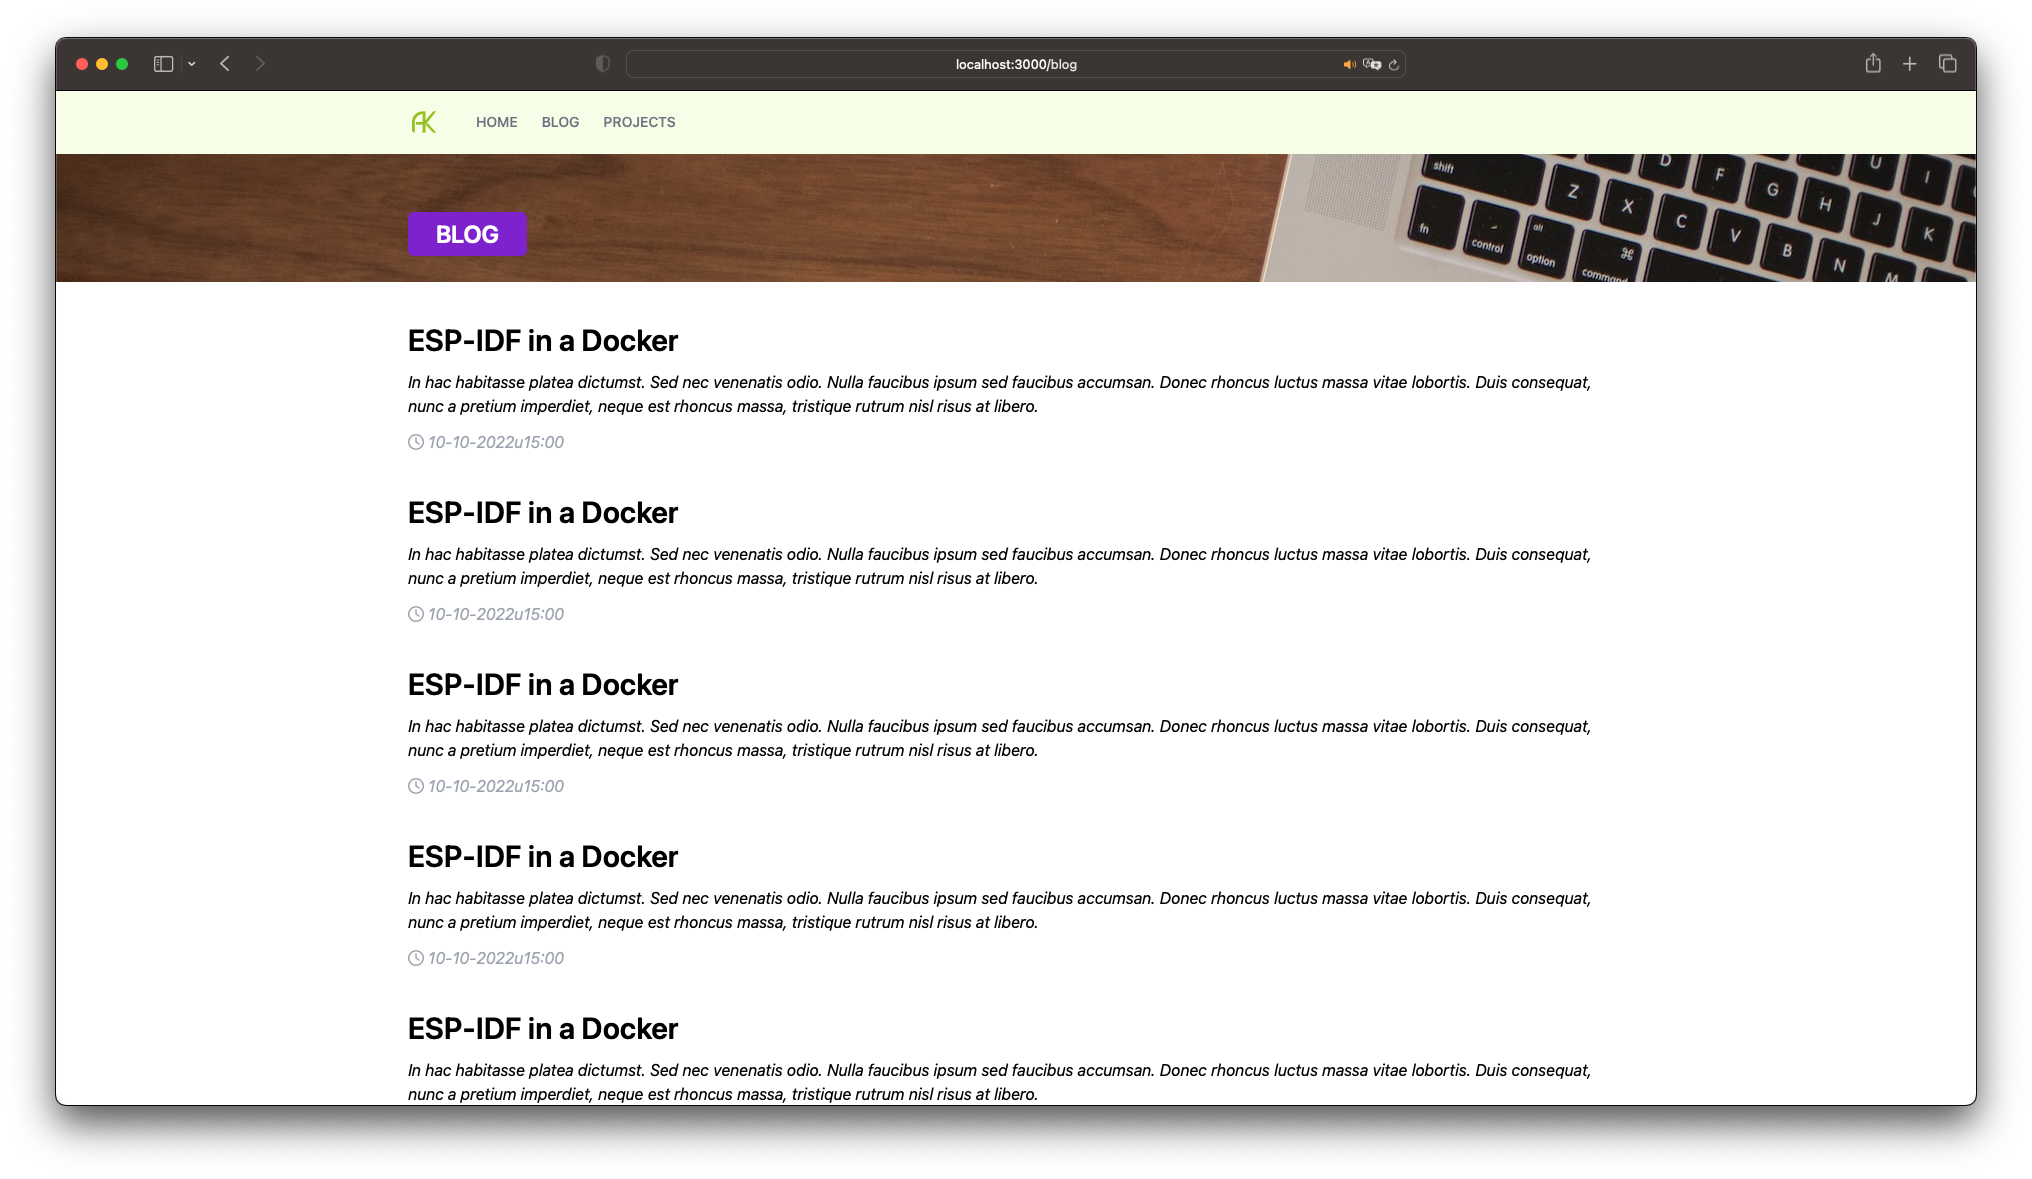 localhost:3000/blog
AK HOME BLOG PROJECTS
BLOG
shift D F G U I
Z X C V H J K
fn control alt option ⌘ command B N M
ESP-IDF in a Docker
In hac habitasse platea dictumst. Sed nec venenatis odio. Nulla faucibus ipsum sed faucibus accumsan. Donec rhoncus luctus massa vitae lobortis. Duis consequat,
nunc a pretium imperdiet, neque est rhoncus massa, tristique rutrum nisl risus at libero.
10-10-2022u15:00
ESP-IDF in a Docker
In hac habitasse platea dictumst. Sed nec venenatis odio. Nulla faucibus ipsum sed faucibus accumsan. Donec rhoncus luctus massa vitae lobortis. Duis consequat,
nunc a pretium imperdiet, neque est rhoncus massa, tristique rutrum nisl risus at libero.
10-10-2022u15:00
ESP-IDF in a Docker
In hac habitasse platea dictumst. Sed nec venenatis odio. Nulla faucibus ipsum sed faucibus accumsan. Donec rhoncus luctus massa vitae lobortis. Duis consequat,
nunc a pretium imperdiet, neque est rhoncus massa, tristique rutrum nisl risus at libero.
10-10-2022u15:00
ESP-IDF in a Docker
In hac habitasse platea dictumst. Sed nec venenatis odio. Nulla faucibus ipsum sed faucibus accumsan. Donec rhoncus luctus massa vitae lobortis. Duis consequat,
nunc a pretium imperdiet, neque est rhoncus massa, tristique rutrum nisl risus at libero.
10-10-2022u15:00
ESP-IDF in a Docker
In hac habitasse platea dictumst. Sed nec venenatis odio. Nulla faucibus ipsum sed faucibus accumsan. Donec rhoncus luctus massa vitae lobortis. Duis consequat,
nunc a pretium imperdiet, neque est rhoncus massa, tristique rutrum nisl risus at libero.